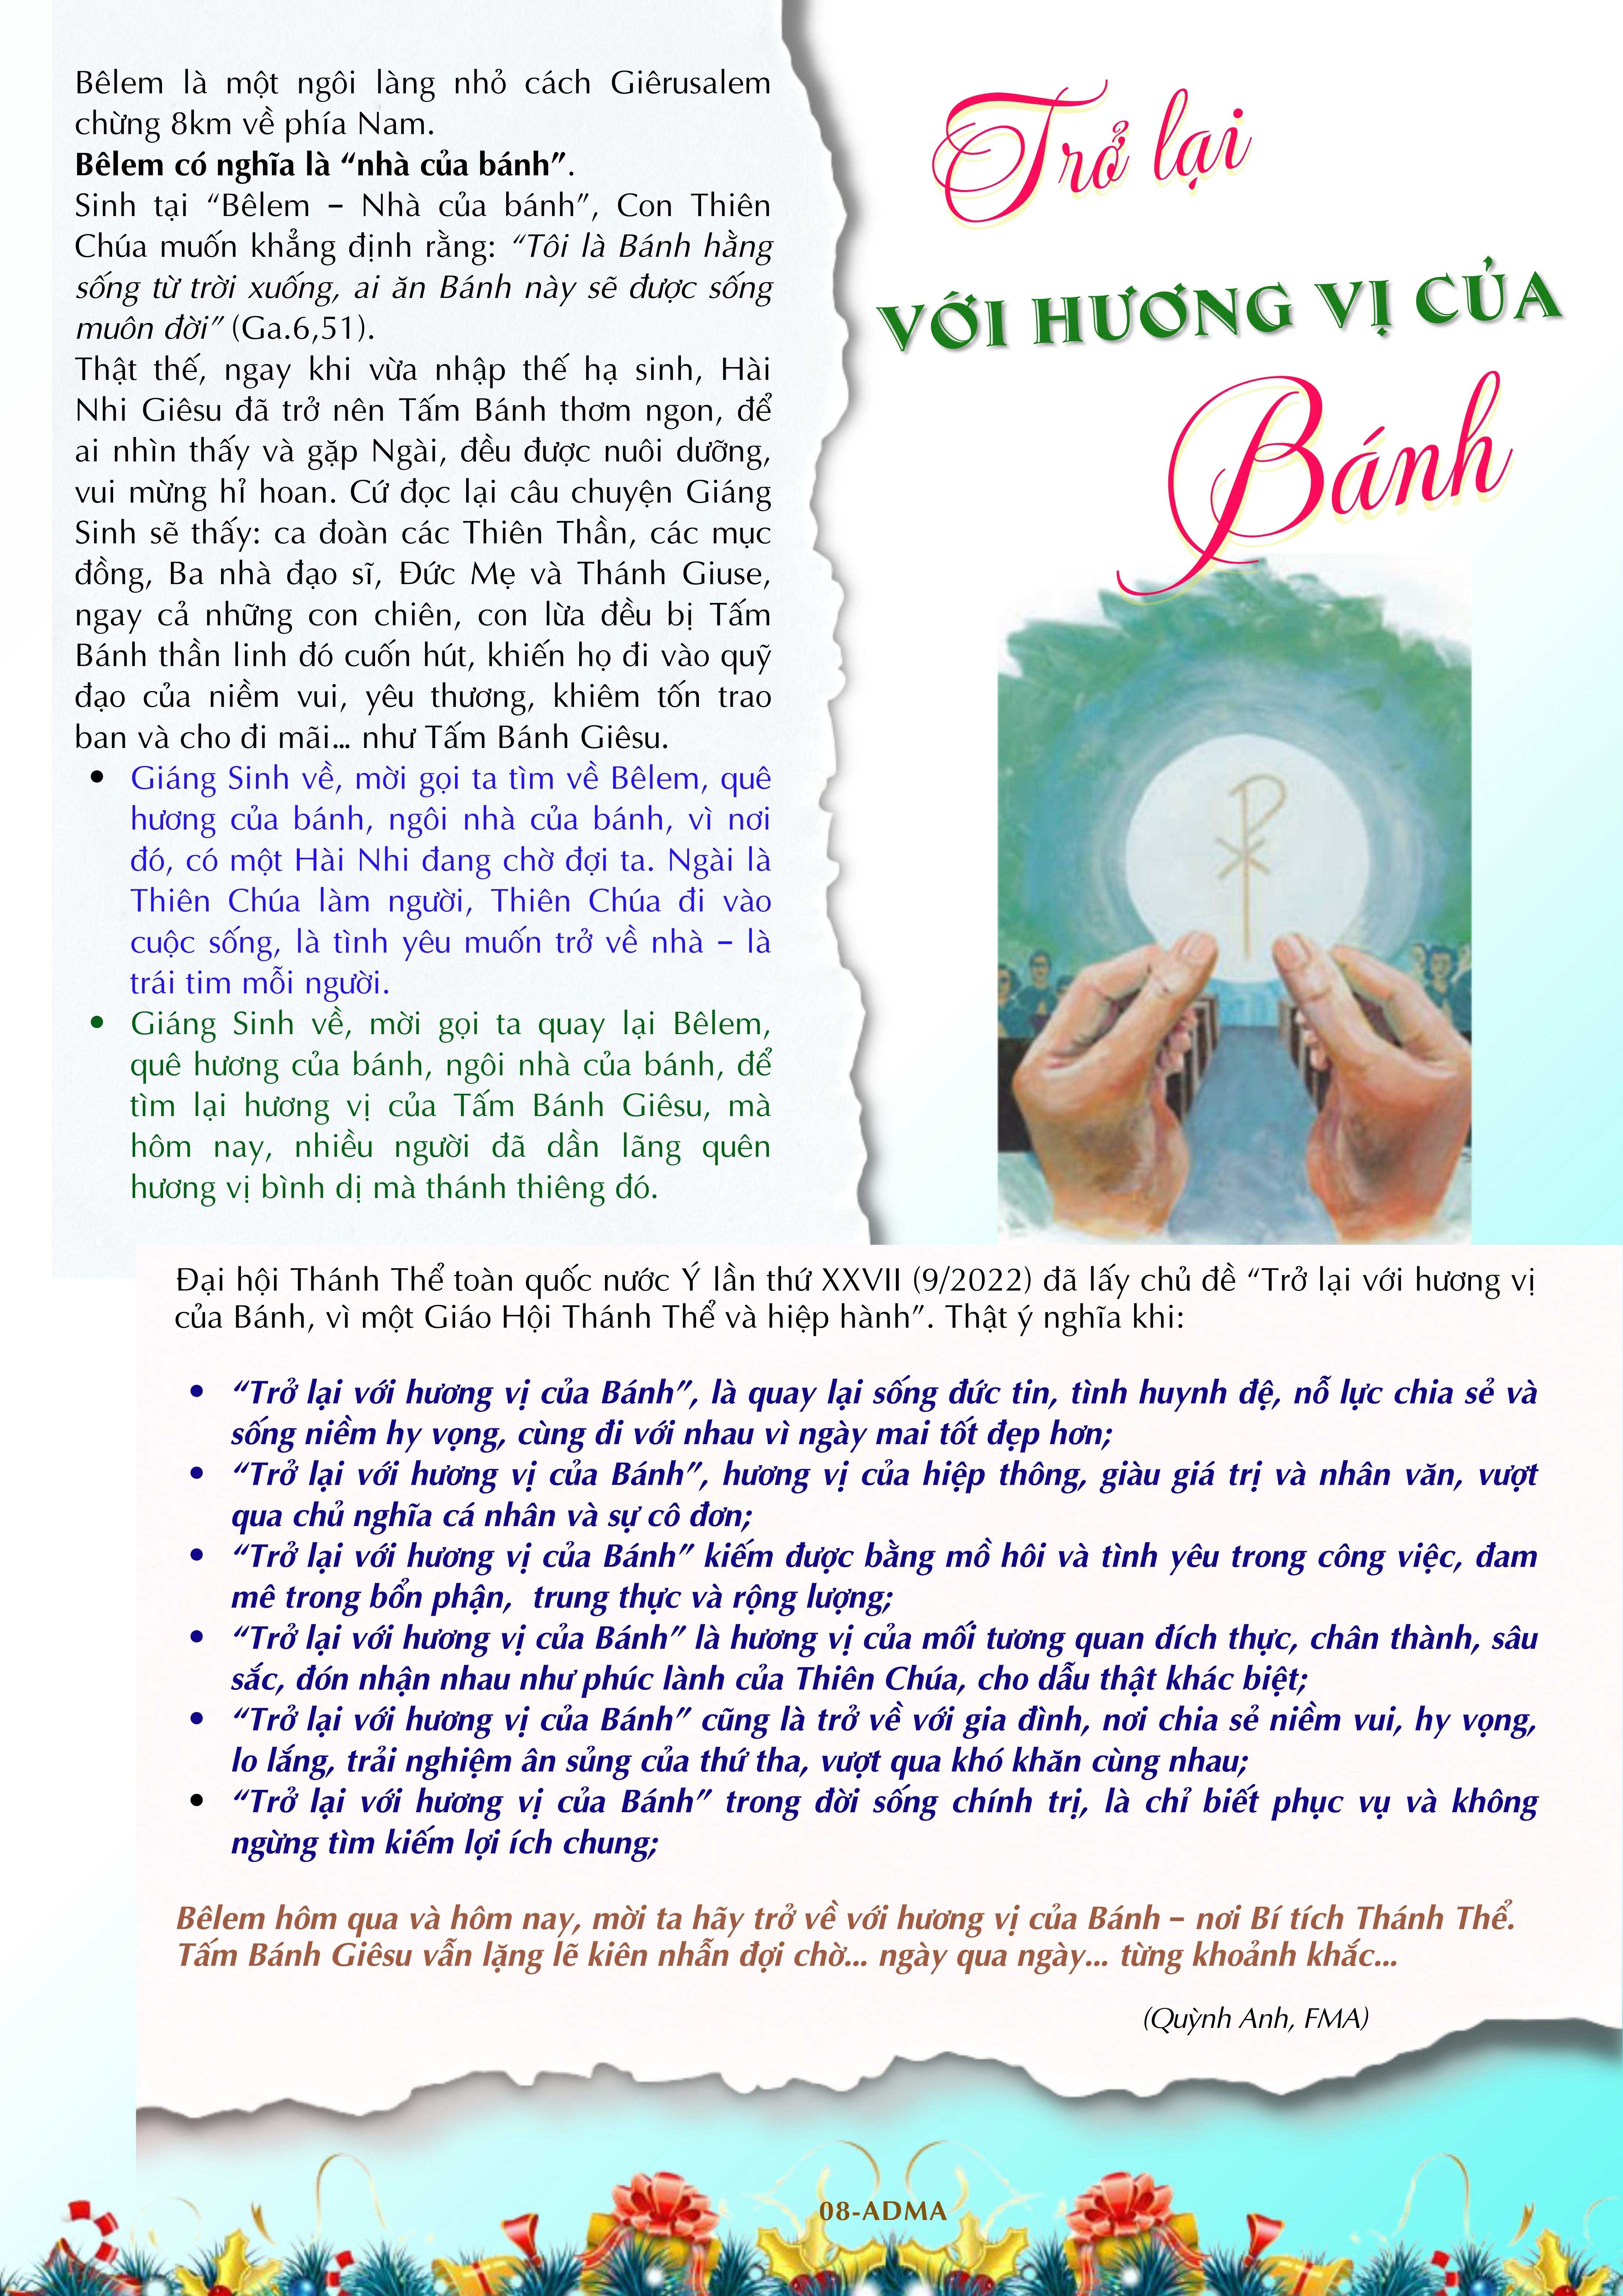 Trở lại
VỚI HƯƠNG VỊ CỦA
Bánh
Bêlem là một ngôi làng nhỏ cách Giêrusalem
chừng 8km về phía Nam.
Bêlem có nghĩa là “nhà của bánh”.
Sinh tại “Bêlem – Nhà của bánh”, Con Thiên
Chúa muốn khẳng định rằng: “Tôi là Bánh hằng
sống từ trời xuống, ai ăn Bánh này sẽ được sống
muôn đời” (Ga.6,51).
Thật thế, ngay khi vừa nhập thế hạ sinh, Hài
Nhi Giêsu đã trở nên Tấm Bánh thơm ngon, để
ai nhìn thấy và gặp Ngài, đều được nuôi dưỡng,
vui mừng hỉ hoan. Cứ đọc lại câu chuyện Giáng
Sinh sẽ thấy: ca đoàn các Thiên Thần, các mục
đồng, Ba nhà đạo sĩ, Đức Mẹ và Thánh Giuse,
ngay cả những con chiên, con lừa đều bị Tấm
Bánh thần linh đó cuốn hút, khiến họ đi vào quỹ
đạo của niềm vui, yêu thương, khiêm tốn trao
ban và cho đi mãi... như Tấm Bánh Giêsu.
• Giáng Sinh về, mời gọi ta tìm về Bêlem, quê
hương của bánh, ngôi nhà của bánh, vì nơi
đó, có một Hài Nhi đang chờ đợi ta. Ngài là
Thiên Chúa làm người, Thiên Chúa đi vào
cuộc sống, là tình yêu muốn trở về nhà – là
trái tim mỗi người.
• Giáng Sinh về, mời gọi ta quay lại Bêlem,
quê hương của bánh, ngôi nhà của bánh, để
tìm lại hương vị của Tấm Bánh Giêsu, mà
hôm nay, nhiều người đã dần lãng quên
hương vị bình dị mà thánh thiêng đó.
Đại hội Thánh Thể toàn quốc nước Ý lần thứ XXVII (9/2022) đã lấy chủ đề “Trở lại với hương vị
của Bánh, vì một Giáo Hội Thánh Thể và hiệp hành”. Thật ý nghĩa khi:
• “Trở lại với hương vị của Bánh”, là quay lại sống đức tin, tình huynh đệ, nỗ lực chia sẻ và
sống niềm hy vọng, cùng đi với nhau vì ngày mai tốt đẹp hơn;
• “Trở lại với hương vị của Bánh”, hương vị của hiệp thông, giàu giá trị và nhân văn, vượt
qua chủ nghĩa cá nhân và sự cô đơn;
• “Trở lại với hương vị của Bánh” kiếm được bằng mồ hôi và tình yêu trong công việc, đam
mê trong bổn phận, trung thực và rộng lượng;
• “Trở lại với hương vị của Bánh” là hương vị của mối tương quan đích thực, chân thành, sâu
sắc, đón nhận nhau như phúc lành của Thiên Chúa, cho dẫu thật khác biệt;
• “Trở lại với hương vị của Bánh” cũng là trở về với gia đình, nơi chia sẻ niềm vui, hy vọng,
lo lắng, trải nghiệm ân sủng của thứ tha, vượt qua khó khăn cùng nhau;
• “Trở lại với hương vị của Bánh” trong đời sống chính trị, là chỉ biết phục vụ và không
ngừng tìm kiếm lợi ích chung;
Bêlem hôm qua và hôm nay, mời ta hãy trở về với hương vị của Bánh – nơi Bí tích Thánh Thể.
Tấm Bánh Giêsu vẫn lặng lẽ kiên nhẫn đợi chờ... ngày qua ngày... từng khoảnh khắc...
(Quỳnh Anh, FMA)
08-ADMA